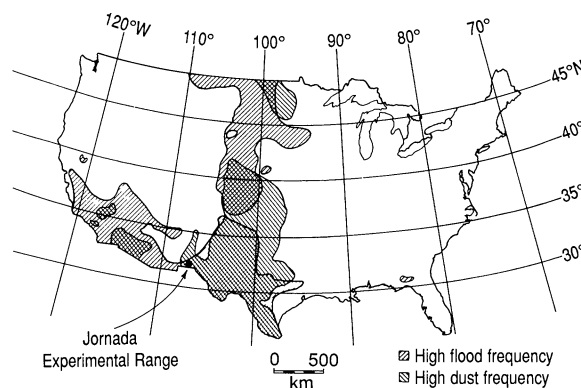 120°W
110°
100°
90°
80°
70°
45°N
40°
35°
30°
Jornada
Experimental Range
0 500
km
High flood frequency
High dust frequency